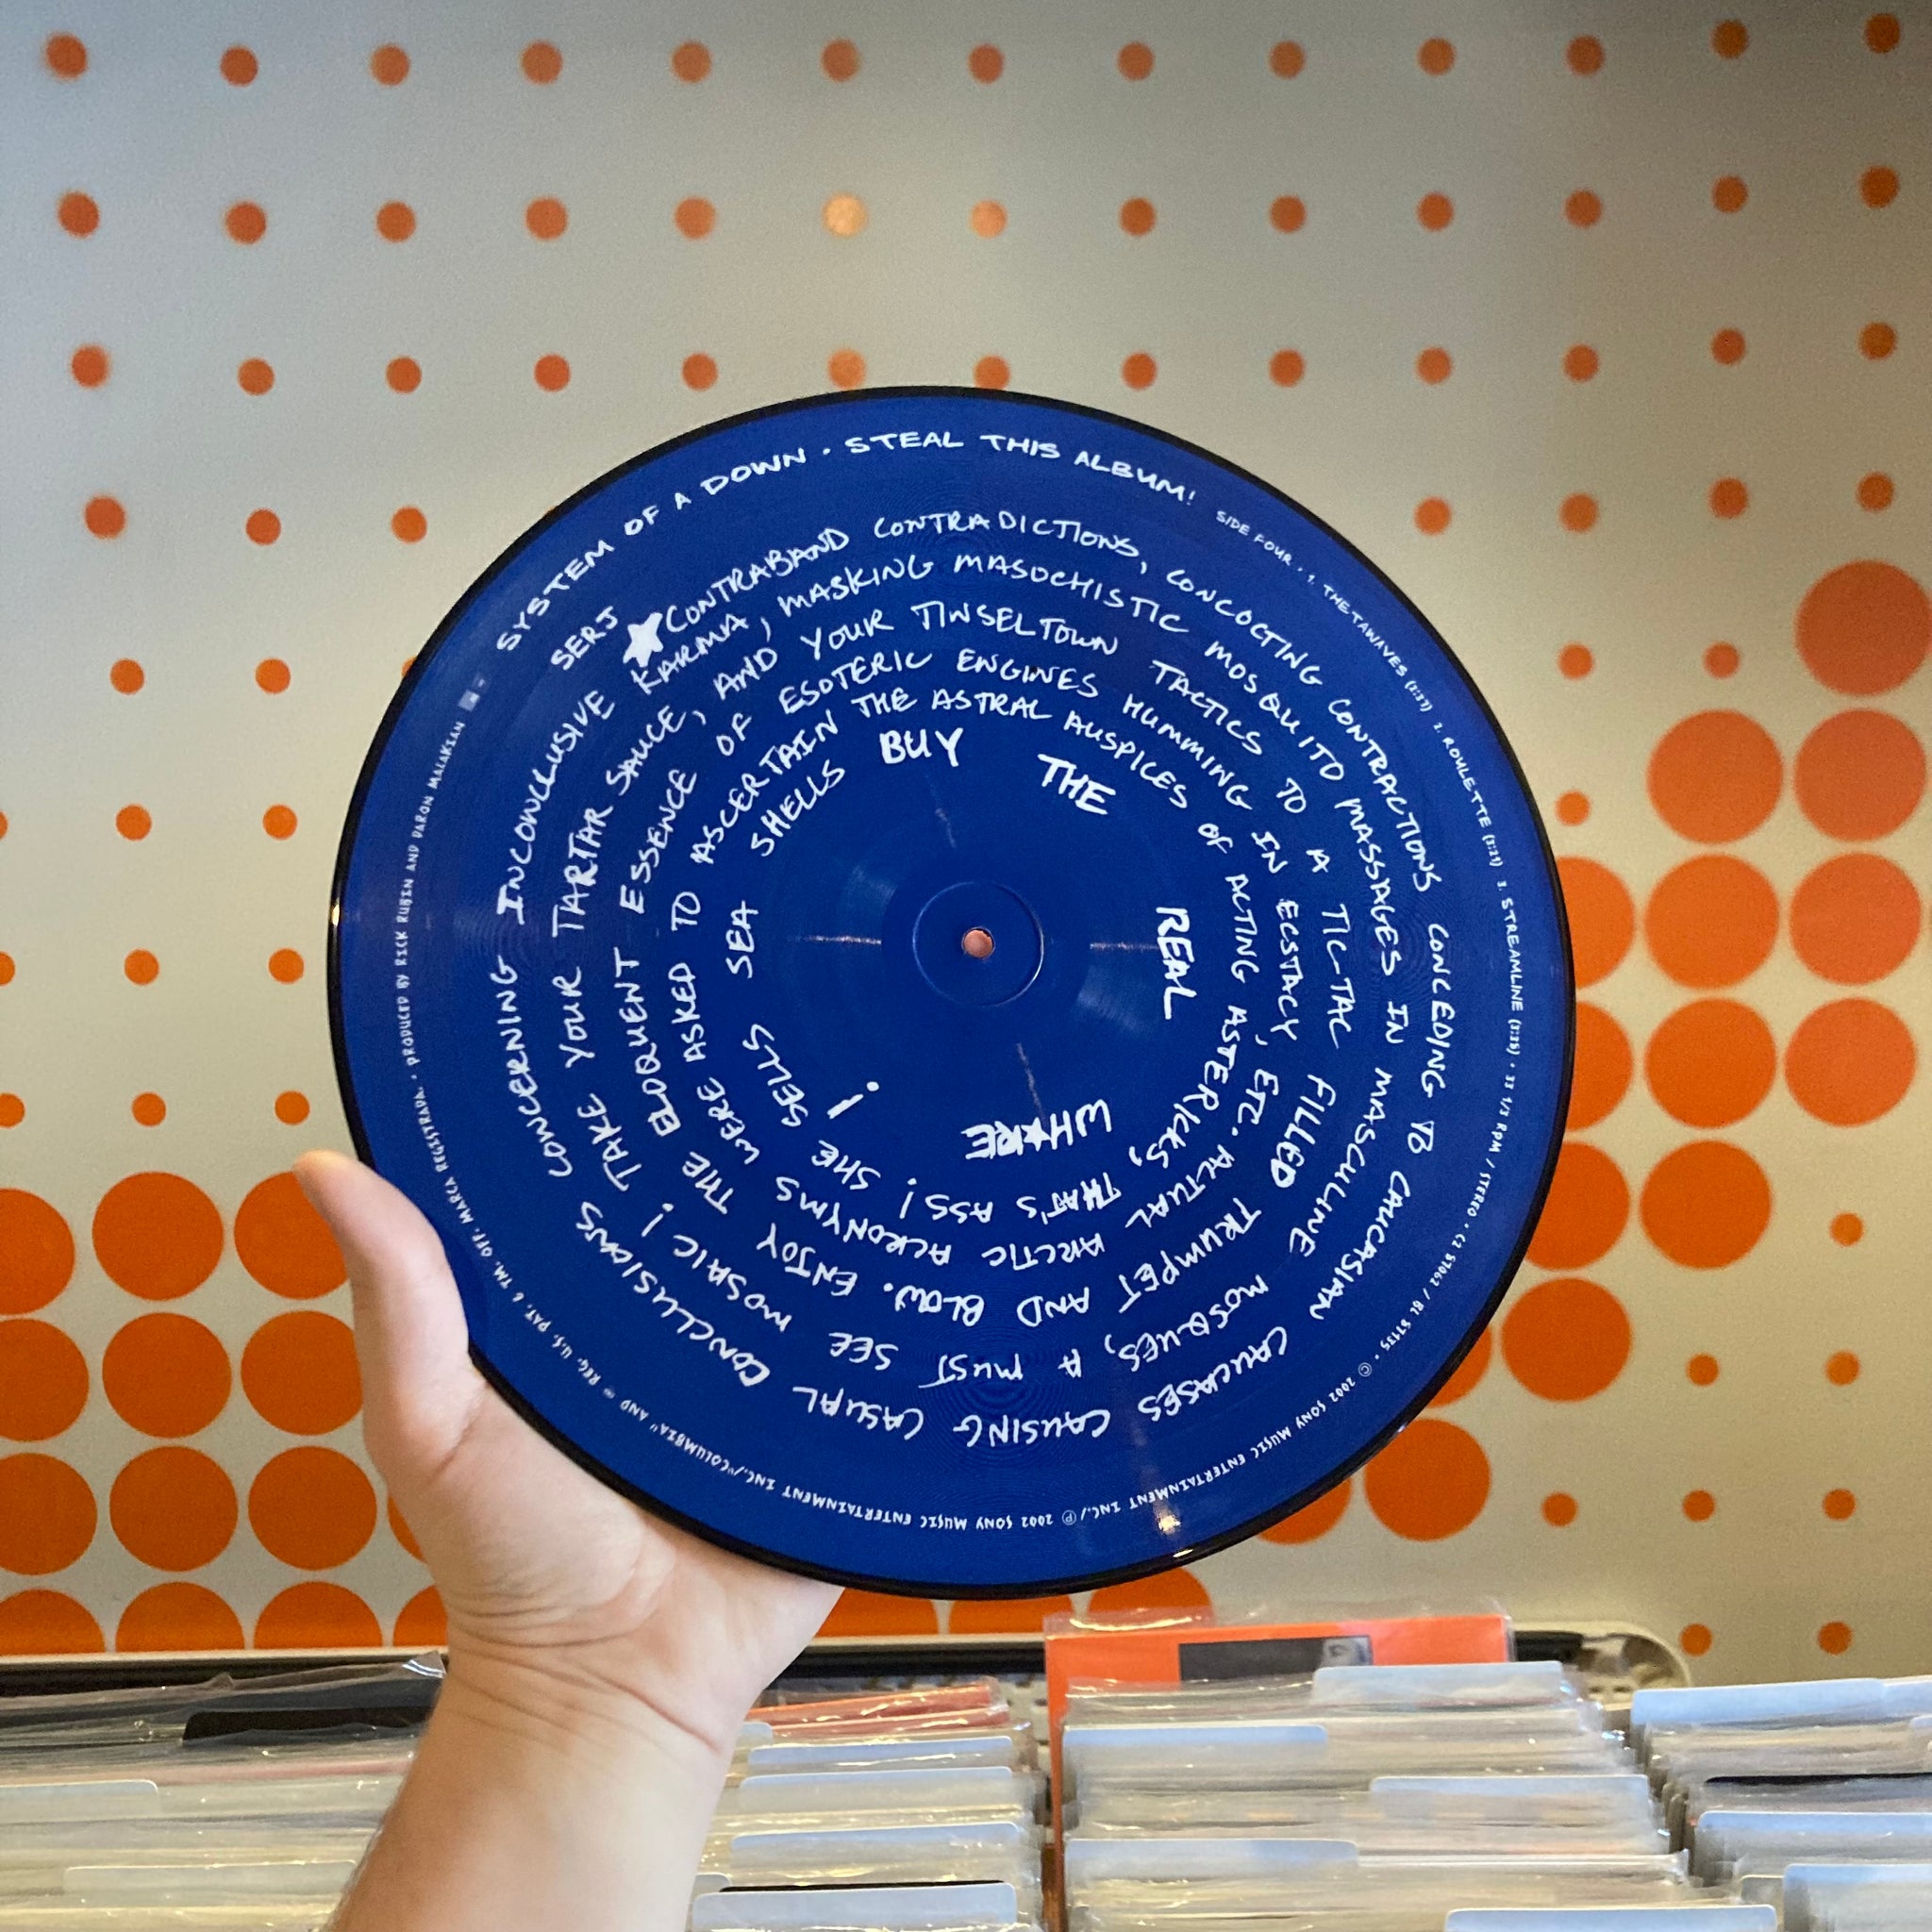 SYSTEM OF A DOWN · STEAL THIS ALBUM!
SIDE FOUR · 1. THETAWAVES 2. ROULETTE 3. STREAMLINE · 33 1/3 RPM / STEREO · C2 87062 / · © 2002 SONY MUSIC ENTERTAINMENT INC./ ℗ 2002 SONY MUSIC ENTERTAINMENT INC./"COLUMBIA" AND ™ REG. U.S. PAT. & TM. OFF. MARCA REGISTRADA. · PRODUCED BY RICK RUBIN AND DARON MALAKIAN
SERJ ★ CONTRABAND CONTRADICTIONS, CONCOCTING CONTRACTIONS CONCEDING TO CAUCASIAN CAUCASES CAUSING CASUAL CONCLUSIONS CONCERNING INCONCLUSIVE
KARMA, MASKING MASOCHISTIC MOSQUITO MASSAGES IN MASCULINE MOSQUES, A MUST SEE MOSAIC! TAKE YOUR TARTAR SAUCE,
AND YOUR TINSELTOWN TACTICS TO A TIC-TAC FILLED TRUMPET AND BLOW. ENJOY THE ELOQUENT ESSENCE OF
ESOTERIC ENGINES HUMMING IN ECSTACY, ETC. ACTUAL ARCTIC ACRONYMS WERE ASKED TO ASCERTAIN
THE ASTRAL AUSPICES OF ACTING ASTERICKS, THAT'S ASS! SHE SELLS SEA SHELLS
BUY THE REAL WH★RE!